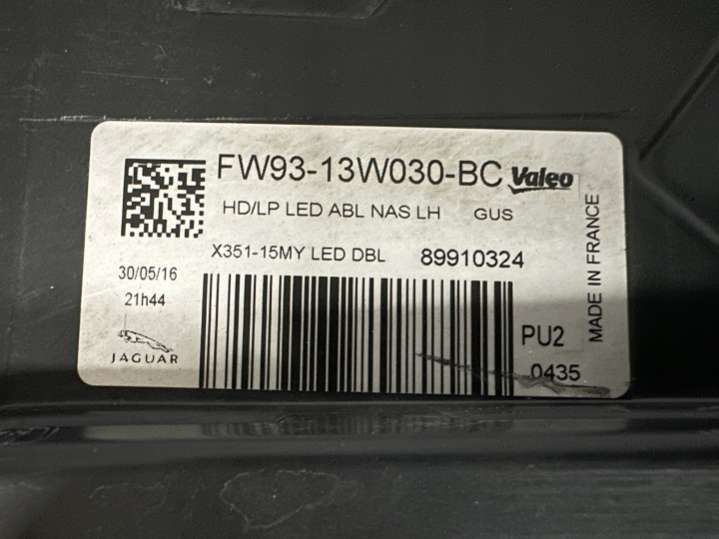 FW93-13W030-BC Valeo
HD/LP LED ABL NAS LH GUS
X351-15MY LED DBL 89910324
30/05/16
21h44
JAGUAR
PU2
0435
MADE IN FRANCE